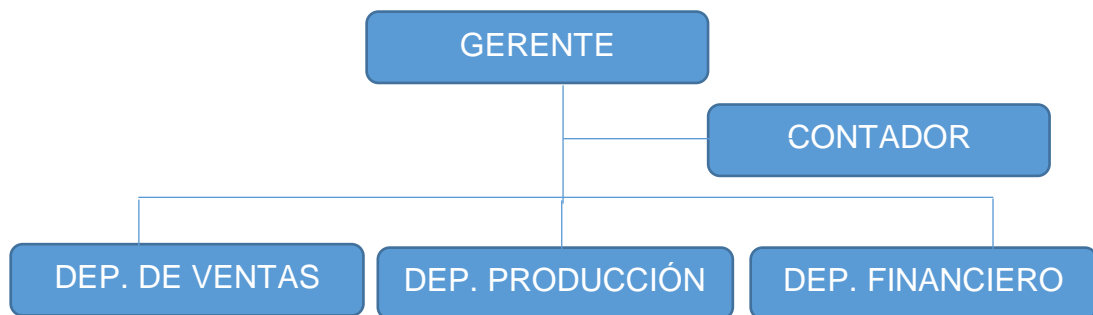 GERENTE
CONTADOR
DEP. DE VENTAS
DEP. PRODUCCIÓN
DEP. FINANCIERO